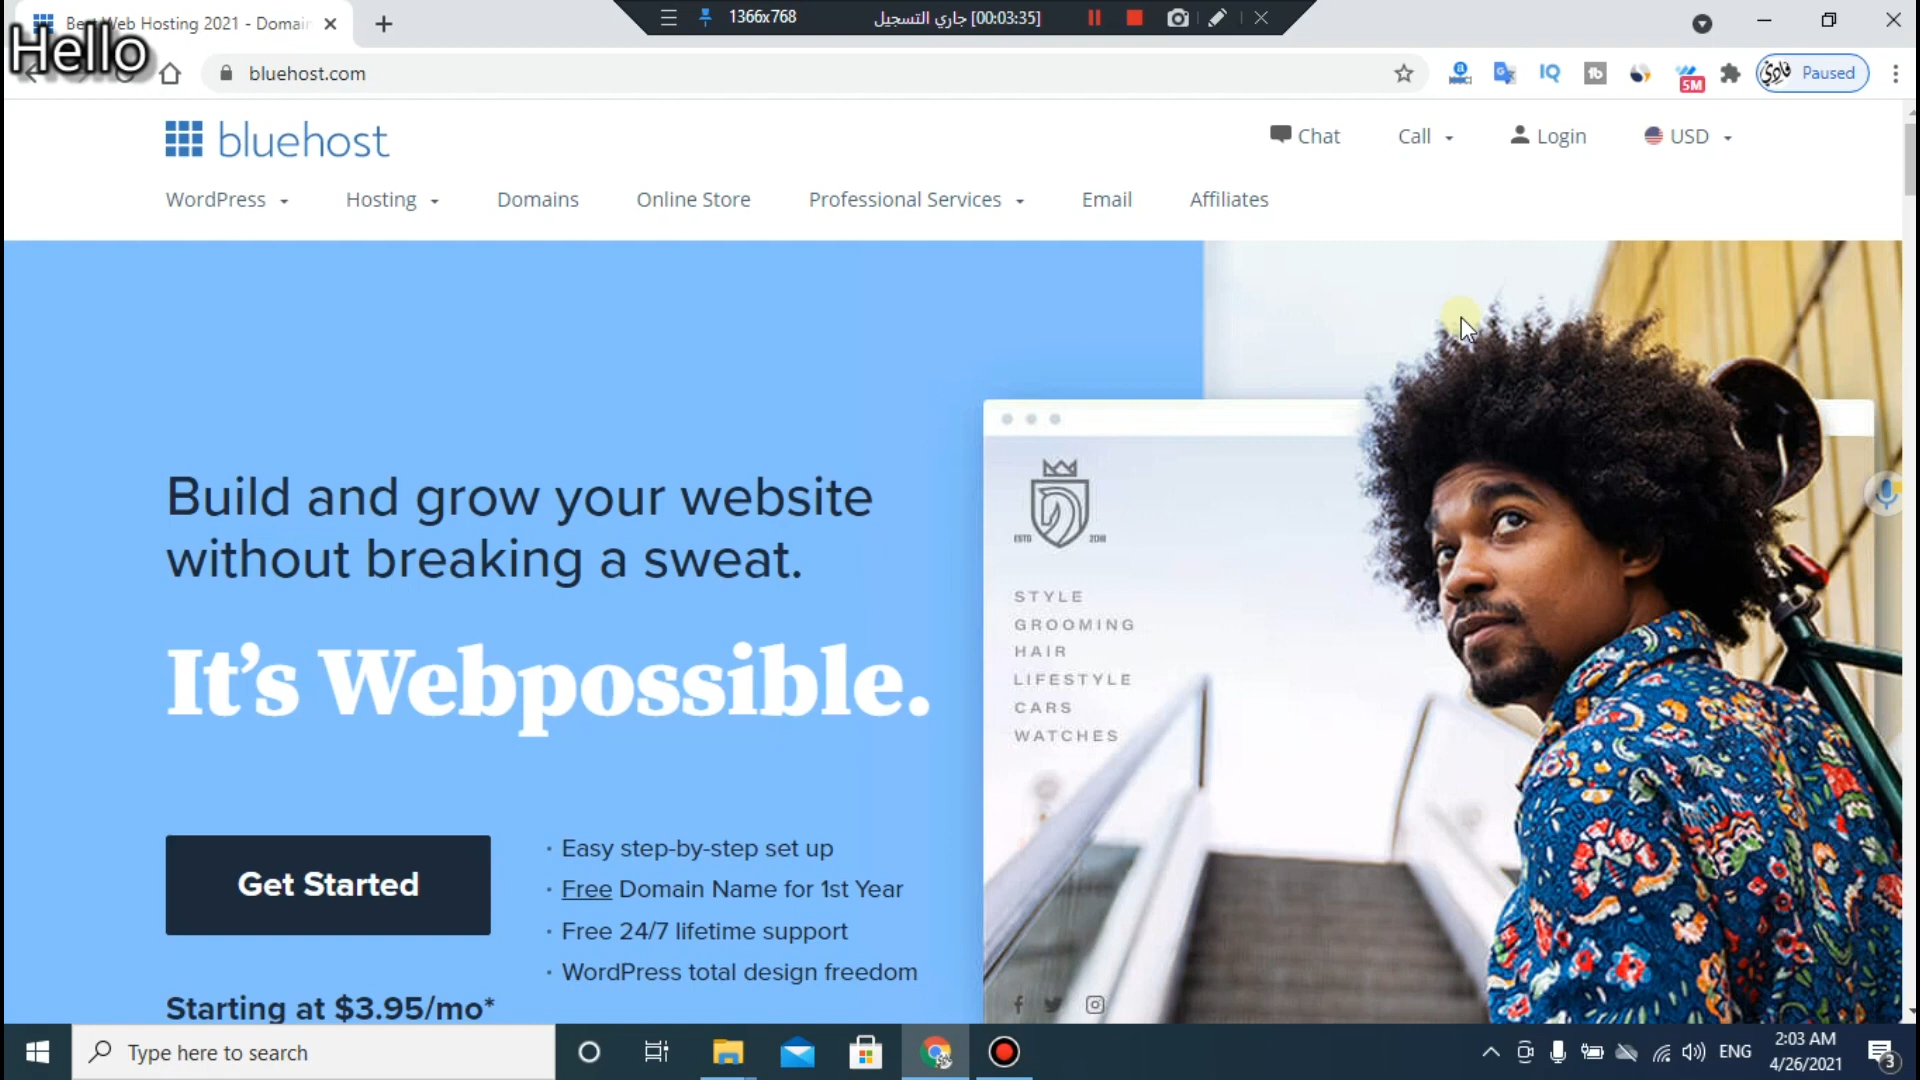 Best Web Hosting 2021 - Domain
1366x768
[00:03:35] جاري التسجيل
Hello
bluehost.com
Paused
5M
bluehost
Chat
Call
Login
USD
WordPress
Hosting
Domains
Online Store
Professional Services
Email
Affiliates
ESTD
2018
STYLE
GROOMING
HAIR
LIFESTYLE
CARS
WATCHES
Build and grow your website
without breaking a sweat.
It's Webpossible.
Get Started
· Easy step-by-step set up
· Free Domain Name for 1st Year
· Free 24/7 lifetime support
· WordPress total design freedom
Starting at $3.95/mo*
Type here to search
ENG
2:03 AM
4/26/2021
3